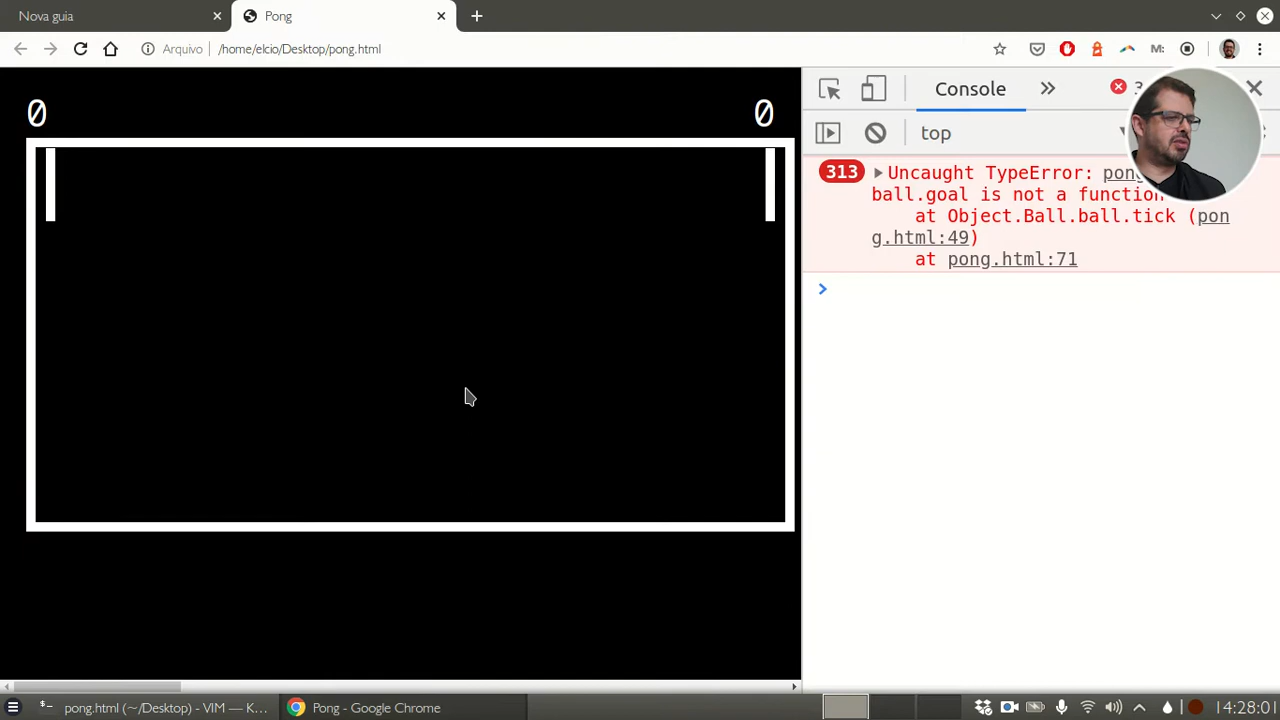 Nova guia
Pong
Arquivo
/home/elcio/Desktop/pong.html
M:
0
0
Console
top
313
Uncaught TypeError:
ball.goal is not a function
at Object.Ball.ball.tick (pon
g.html:49)
at pong.html:71
pong.html (~/Desktop) - VIM — K...
Pong - Google Chrome
14:28:01